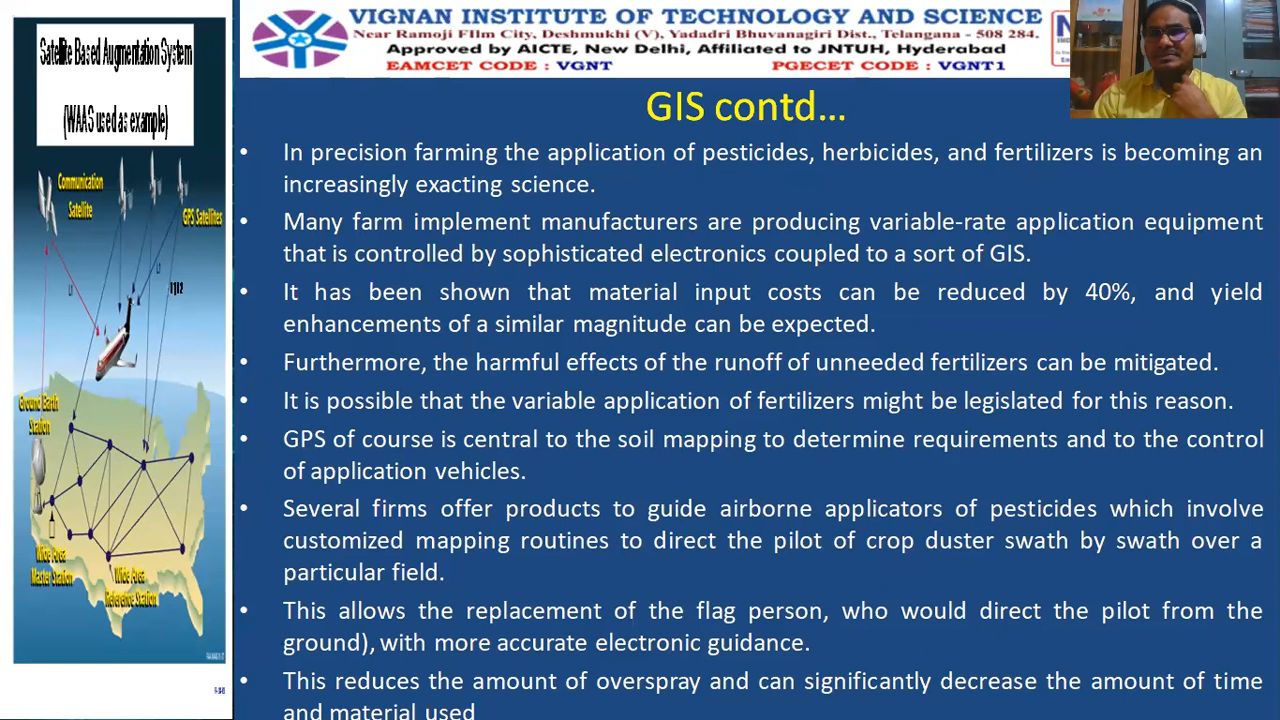 Satellite Based Augmentation System
(WAAS used as example)
Communication
Satellite
GPS Satellites
L1
L1
L1 L2
Ground Earth
Station
Wide Area
Master Station
Wide Area
Reference Station
VIGNAN INSTITUTE OF TECHNOLOGY AND SCIENCE
Near Ramoji FIlm City, Deshmukhi (V), Yadadri Bhuvanagiri Dist., Telangana - 508 284.
Approved by AICTE, New Delhi, Affiliated to JNTUH, Hyderabad
EAMCET CODE : VGNT PGECET CODE : VGNT1
GIS contd…
• In precision farming the application of pesticides, herbicides, and fertilizers is becoming an
increasingly exacting science.
• Many farm implement manufacturers are producing variable-rate application equipment
that is controlled by sophisticated electronics coupled to a sort of GIS.
• It has been shown that material input costs can be reduced by 40%, and yield
enhancements of a similar magnitude can be expected.
• Furthermore, the harmful effects of the runoff of unneeded fertilizers can be mitigated.
• It is possible that the variable application of fertilizers might be legislated for this reason.
• GPS of course is central to the soil mapping to determine requirements and to the control
of application vehicles.
• Several firms offer products to guide airborne applicators of pesticides which involve
customized mapping routines to direct the pilot of crop duster swath by swath over a
particular field.
• This allows the replacement of the flag person, who would direct the pilot from the
ground), with more accurate electronic guidance.
• This reduces the amount of overspray and can significantly decrease the amount of time
and material used